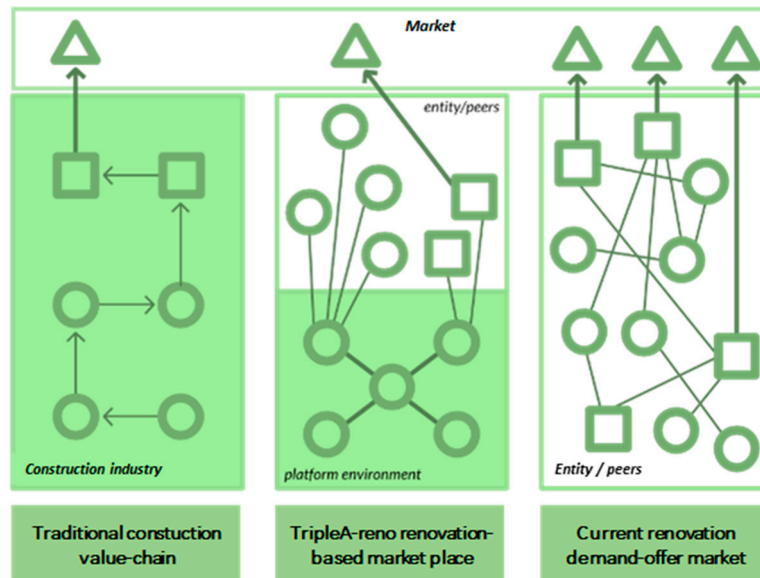 Market
entity/peers
Construction industry
platform environment
Entity / peers
Traditional constuction
value-chain
TripleA-reno renovation-
based market place
Current renovation
demand-offer market